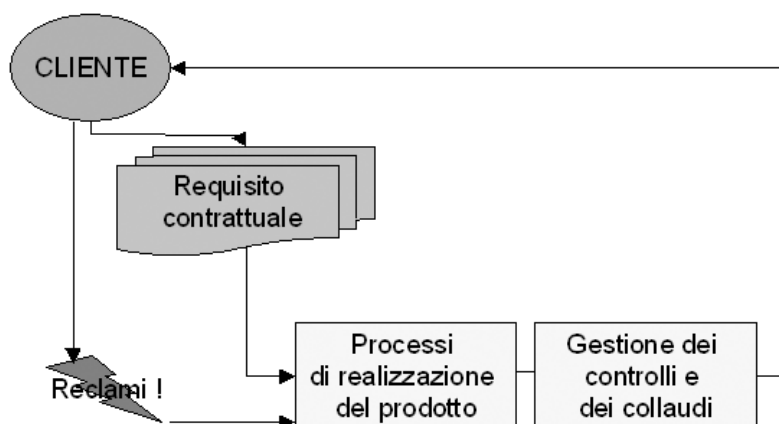 CLIENTE
Requisito
contrattuale
Reclami !
Processi
di realizzazione
del prodotto
Gestione dei
controlli e
dei collaudi